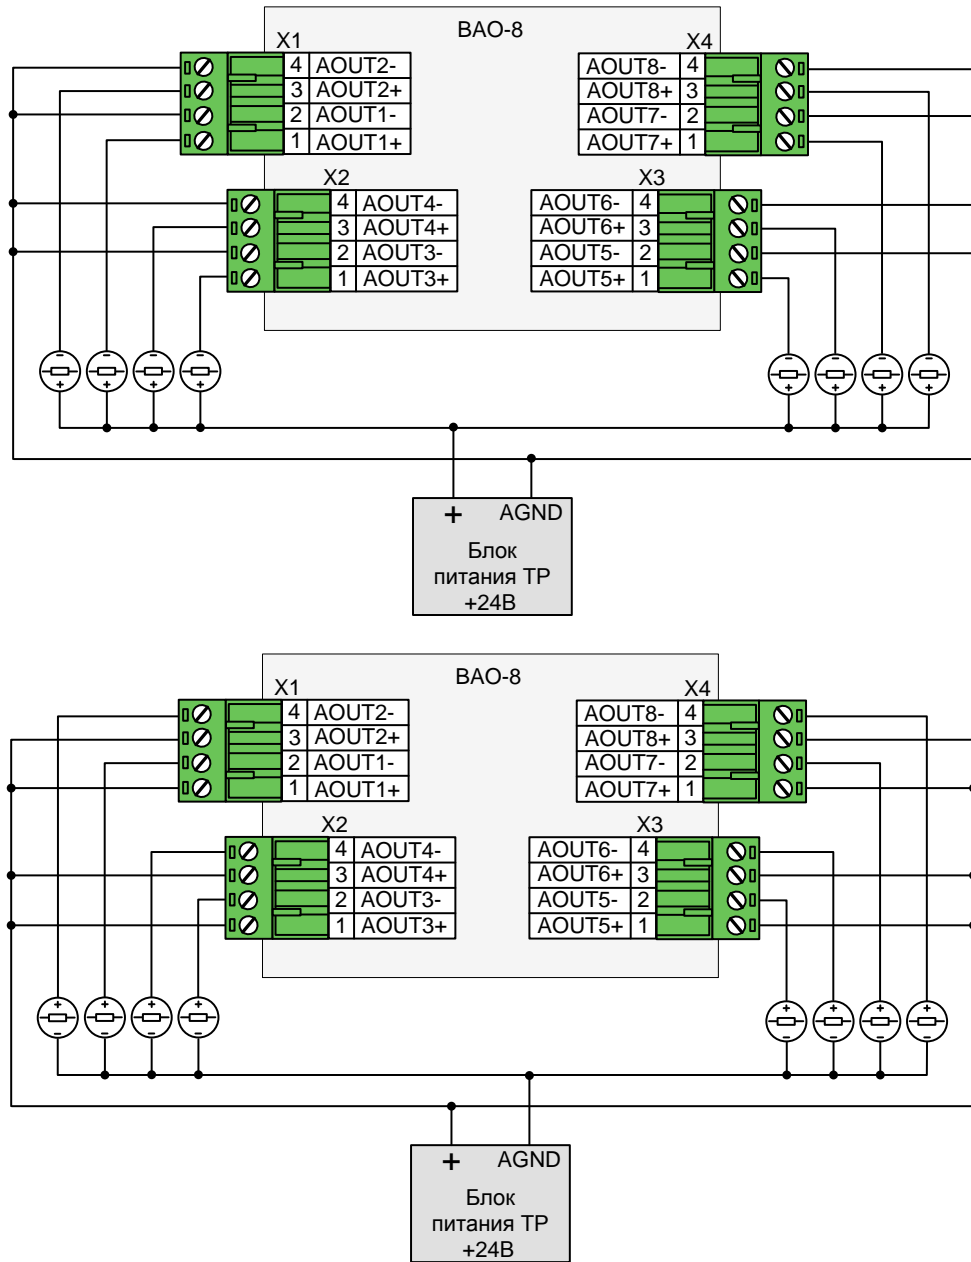 BAO-8
X1
4 AOUT2-
3 AOUT2+
2 AOUT1-
1 AOUT1+
X4
AOUT8- 4
AOUT8+ 3
AOUT7- 2
AOUT7+ 1
X2
4 AOUT4-
3 AOUT4+
2 AOUT3-
1 AOUT3+
X3
AOUT6- 4
AOUT6+ 3
AOUT5- 2
AOUT5+ 1
+ AGND
Блок
питания ТР
+24В
BAO-8
X1
4 AOUT2-
3 AOUT2+
2 AOUT1-
1 AOUT1+
X4
AOUT8- 4
AOUT8+ 3
AOUT7- 2
AOUT7+ 1
X2
4 AOUT4-
3 AOUT4+
2 AOUT3-
1 AOUT3+
X3
AOUT6- 4
AOUT6+ 3
AOUT5- 2
AOUT5+ 1
+ AGND
Блок
питания ТР
+24В